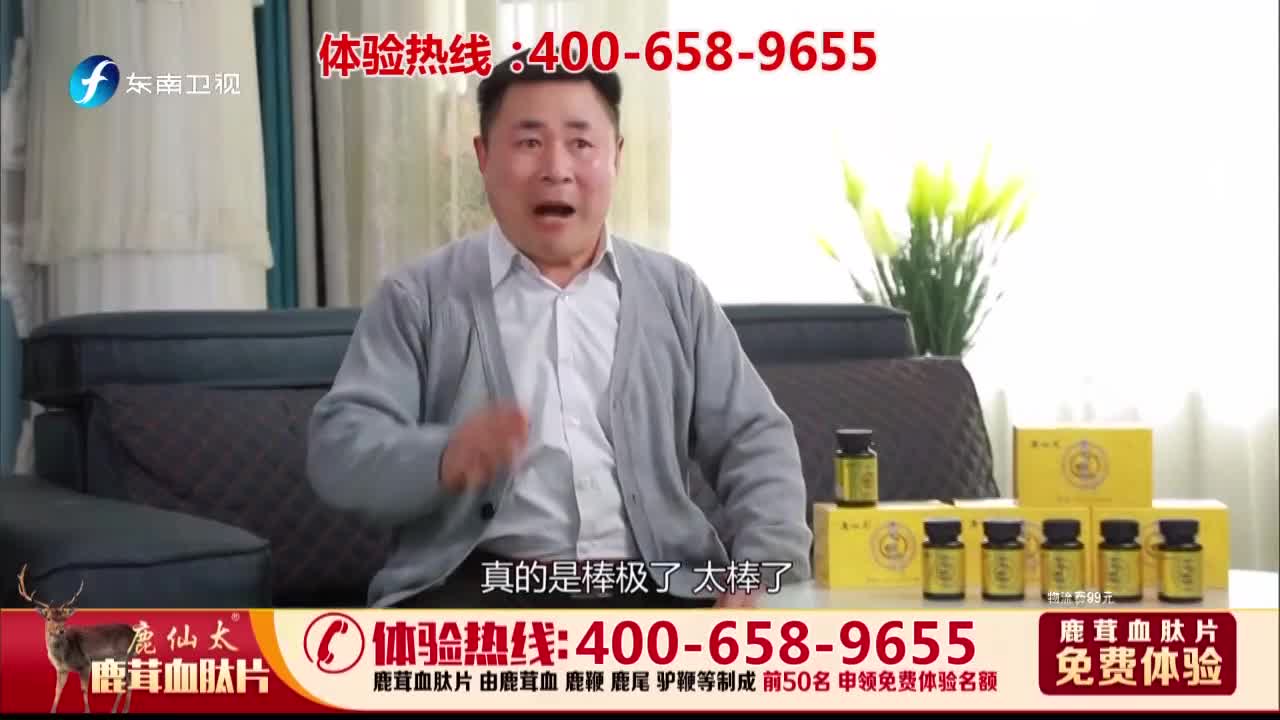 体验热线:400-658-9655
东南卫视
真的是棒极了 太棒了
物流费99元
鹿仙太®
鹿茸血肽片
体验热线:400-658-9655
鹿茸血肽片 由鹿茸血 鹿鞭 鹿尾 驴鞭等制成 前50名 申领免费体验名额
鹿茸血肽片
免费体验